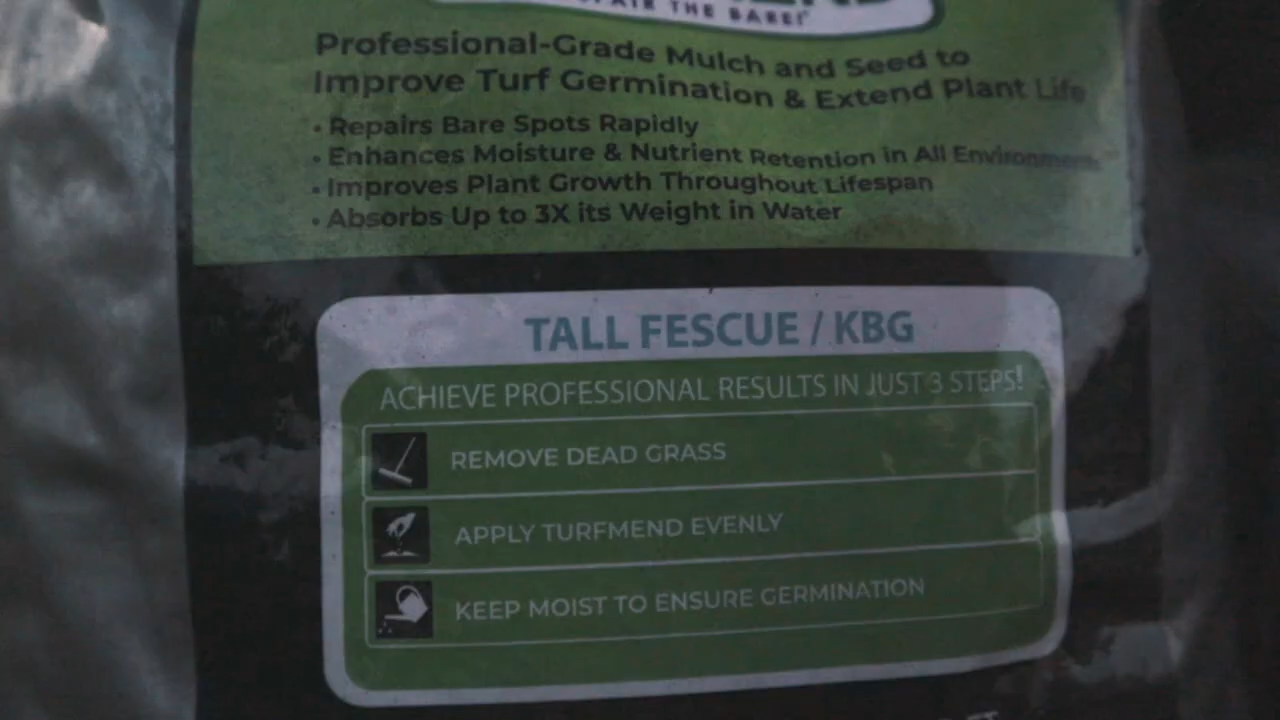 THE BARE!
Professional-Grade Mulch and Seed to
Improve Turf Germination & Extend Plant Life
• Repairs Bare Spots Rapidly
• Enhances Moisture & Nutrient Retention in All
• Improves Plant Growth Throughout Lifespan
• Absorbs Up to 3X its Weight in Water
TALL FESCUE / KBG
ACHIEVE PROFESSIONAL RESULTS IN JUST 3 STEPS!
REMOVE DEAD GRASS
APPLY TURFMEND EVENLY
KEEP MOIST TO ENSURE GERMINATION